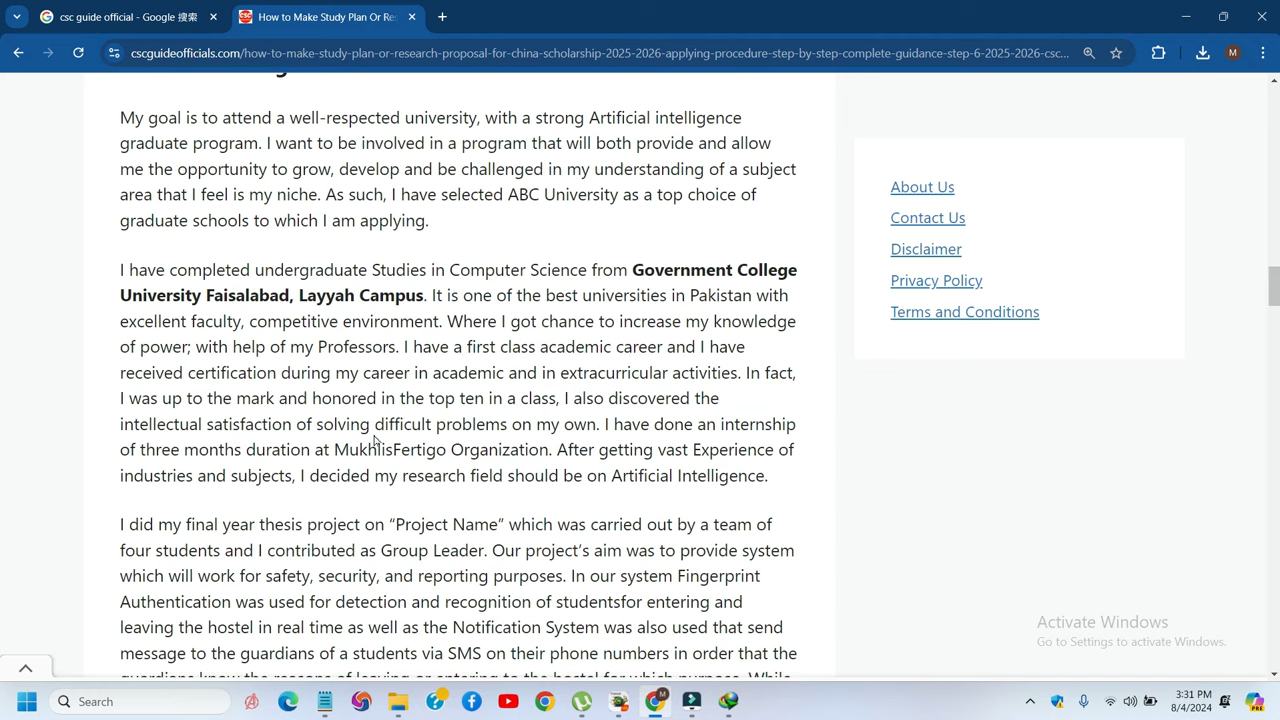 csc guide official - Google 搜索
How to Make Study Plan Or Res
cscguideofficials.com/how-to-make-study-plan-or-research-proposal-for-china-scholarship-2025-2026-applying-procedure-step-by-step-complete-guidance-step-6-2025-2026-csc...
M
My goal is to attend a well-respected university, with a strong Artificial intelligence
graduate program. I want to be involved in a program that will both provide and allow
me the opportunity to grow, develop and be challenged in my understanding of a subject
area that I feel is my niche. As such, I have selected ABC University as a top choice of
graduate schools to which I am applying.
I have completed undergraduate Studies in Computer Science from Government College
University Faisalabad, Layyah Campus. It is one of the best universities in Pakistan with
excellent faculty, competitive environment. Where I got chance to increase my knowledge
of power; with help of my Professors. I have a first class academic career and I have
received certification during my career in academic and in extracurricular activities. In fact,
I was up to the mark and honored in the top ten in a class, I also discovered the
intellectual satisfaction of solving difficult problems on my own. I have done an internship
of three months duration at MukhlisFertigo Organization. After getting vast Experience of
industries and subjects, I decided my research field should be on Artificial Intelligence.
I did my final year thesis project on “Project Name” which was carried out by a team of
four students and I contributed as Group Leader. Our project’s aim was to provide system
which will work for safety, security, and reporting purposes. In our system Fingerprint
Authentication was used for detection and recognition of studentsfor entering and
leaving the hostel in real time as well as the Notification System was also used that send
message to the guardians of a students via SMS on their phone numbers in order that the
guardians know the reasons of leaving or entering to the hostel for which purpose. While
About Us
Contact Us
Disclaimer
Privacy Policy
Terms and Conditions
Activate Windows
Go to Settings to activate Windows.
Search
3:31 PM
8/4/2024